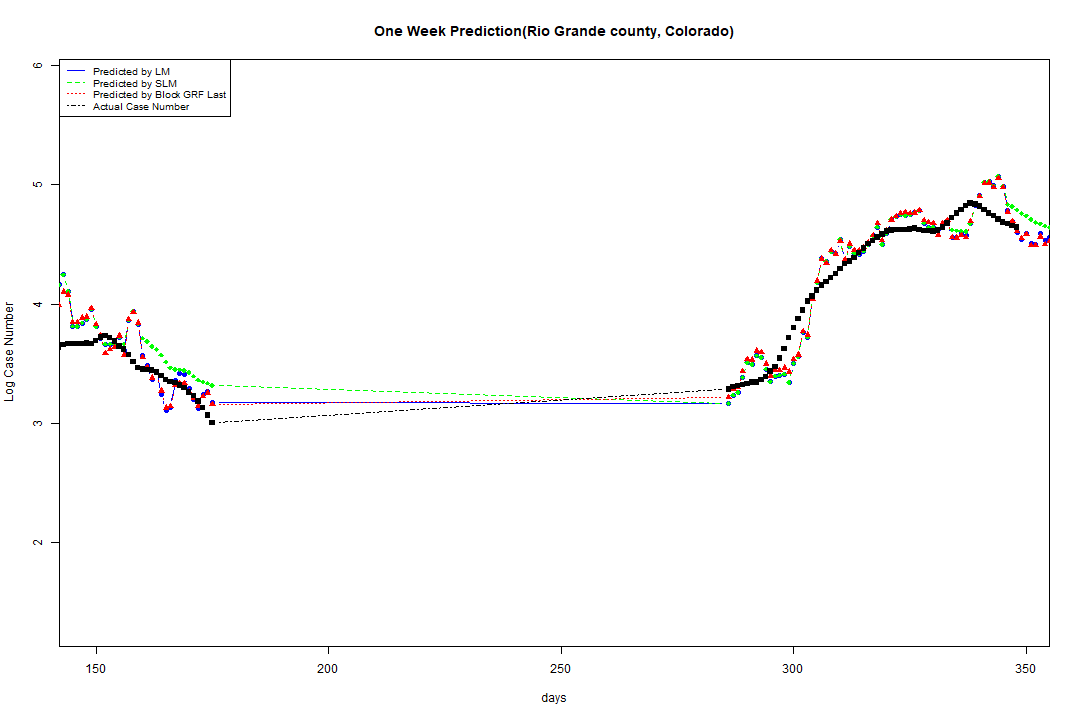 One Week Prediction(Rio Grande county, Colorado)
6
5
4
3
2
Log Case Number
Predicted by LM
Predicted by SLM
Predicted by Block GRF Last
Actual Case Number
150
200
250
300
350
days